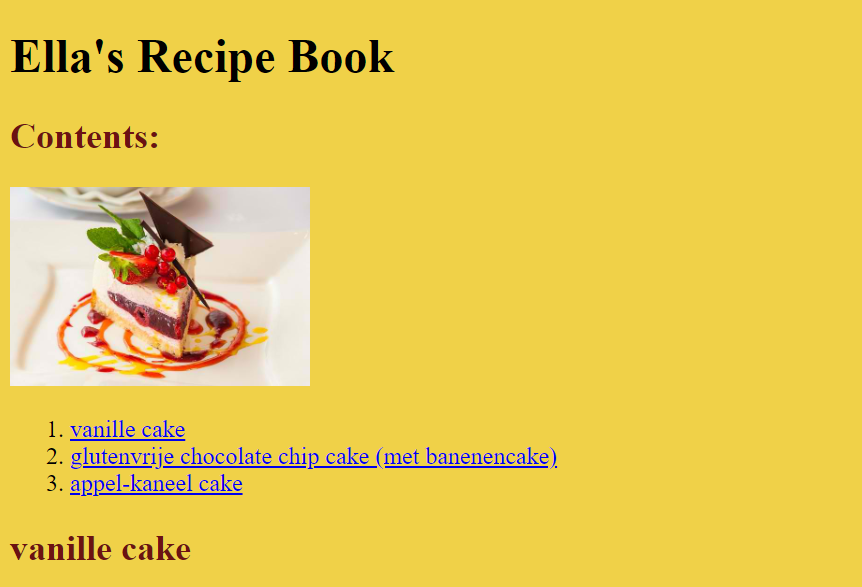 Ella's Recipe Book
Contents:
1. vanille cake
2. glutenvrije chocolate chip cake (met banenencake)
3. appel-kaneel cake
vanille cake